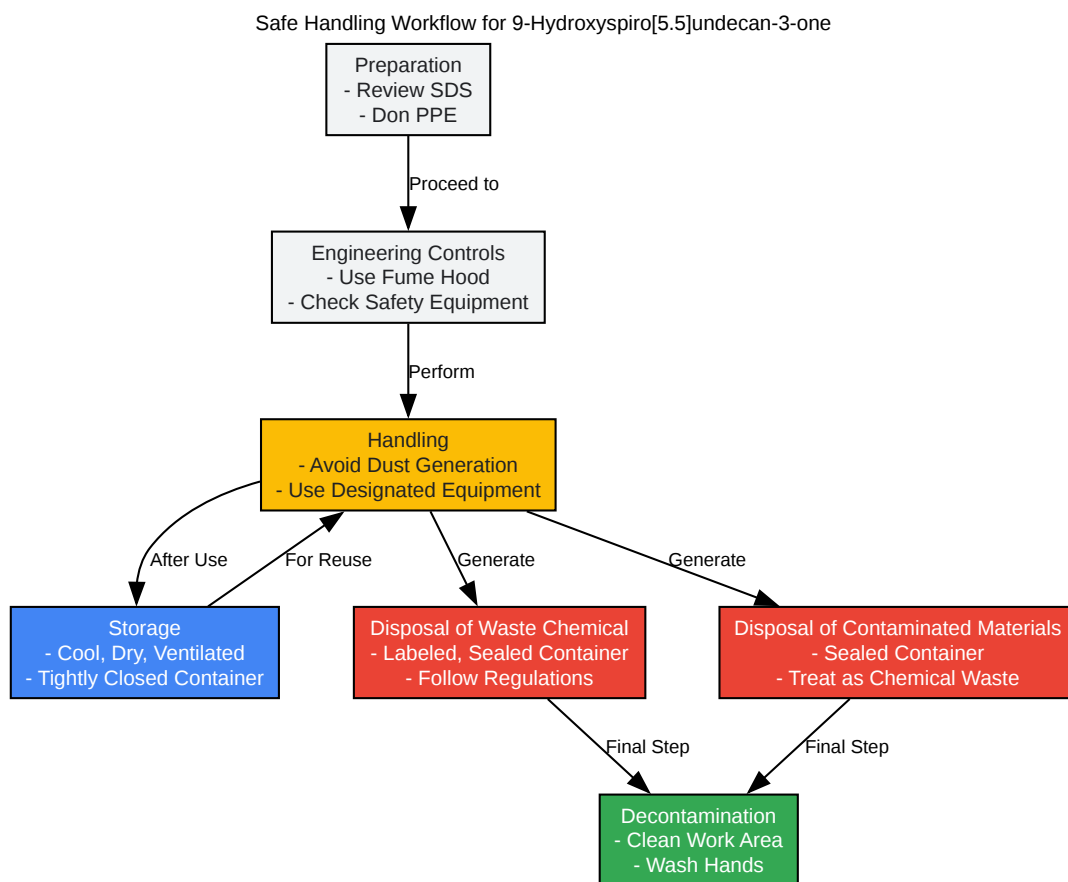 Safe Handling Workflow for 9-Hydroxyspiro[5.5]undecan-3-one
Preparation
- Review SDS
- Don PPE
Proceed to
Engineering Controls
- Use Fume Hood
- Check Safety Equipment
Perform
Handling
- Avoid Dust Generation
- Use Designated Equipment
After Use
For Reuse
Generate
Generate
Storage
- Cool, Dry, Ventilated
- Tightly Closed Container
Disposal of Waste Chemical
- Labeled, Sealed Container
- Follow Regulations
Disposal of Contaminated Materials
- Sealed Container
- Treat as Chemical Waste
Final Step
Final Step
Decontamination
- Clean Work Area
- Wash Hands